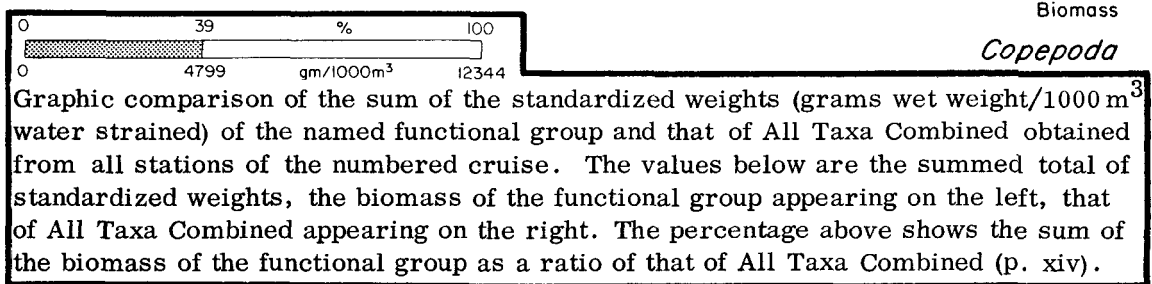 Biomass
0 39 % 100
Copepoda
0 4799 gm/1000m³ 12344
Graphic comparison of the sum of the standardized weights (grams wet weight/1000 m³
water strained) of the named functional group and that of All Taxa Combined obtained
from all stations of the numbered cruise. The values below are the summed total of
standardized weights, the biomass of the functional group appearing on the left, that
of All Taxa Combined appearing on the right. The percentage above shows the sum of
the biomass of the functional group as a ratio of that of All Taxa Combined (p. xiv).